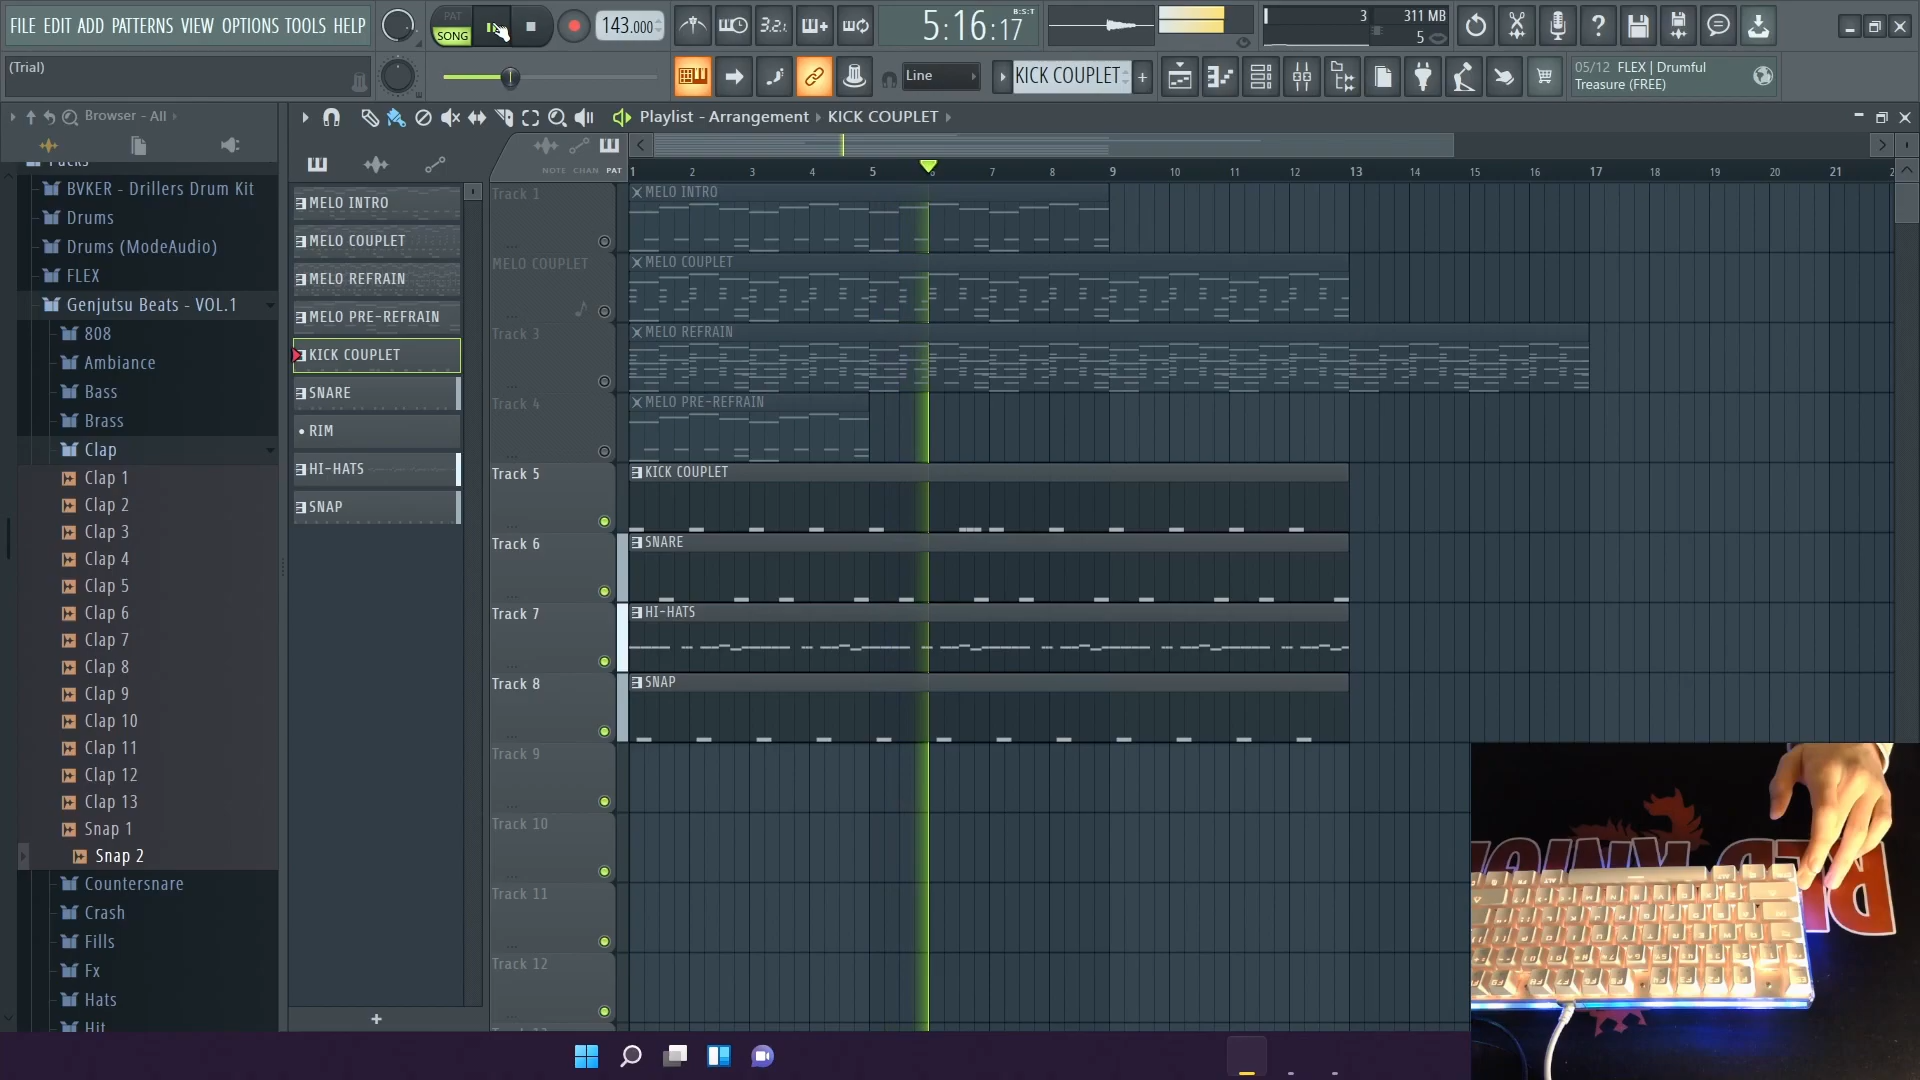 FILE EDIT ADD PATTERNS VIEW OPTIONS TOOLS HELP
(Trial)
PAT
SONG
143.000
3.2.
5:16:17
B:S:T
3
311 MB
5
Line
KICK COUPLET
05/12 FLEX | Drumful
Treasure (FREE)
Browser - All
BVKER - Drillers Drum Kit
Drums
Drums (ModeAudio)
FLEX
Genjutsu Beats - VOL.1
808
Ambiance
Bass
Brass
Clap
Clap 1
Clap 2
Clap 3
Clap 4
Clap 5
Clap 6
Clap 7
Clap 8
Clap 9
Clap 10
Clap 11
Clap 12
Clap 13
Snap 1
Snap 2
Countersnare
Crash
Fills
Fx
Hats
Hit
MELO INTRO
MELO COUPLET
MELO REFRAIN
MELO PRE-REFRAIN
KICK COUPLET
SNARE
RIM
HI-HATS
SNAP
Playlist - Arrangement KICK COUPLET
NOTE CHAN PAT
1 2 3 4 5 6 7 8 9 10 11 12 13 14 15 16 17 18 19 20 21
Track 1
MELO INTRO
MELO COUPLET
MELO COUPLET
Track 3
MELO REFRAIN
Track 4
MELO PRE-REFRAIN
Track 5
KICK COUPLET
Track 6
SNARE
Track 7
HI-HATS
Track 8
SNAP
Track 9
Track 10
Track 11
Track 12